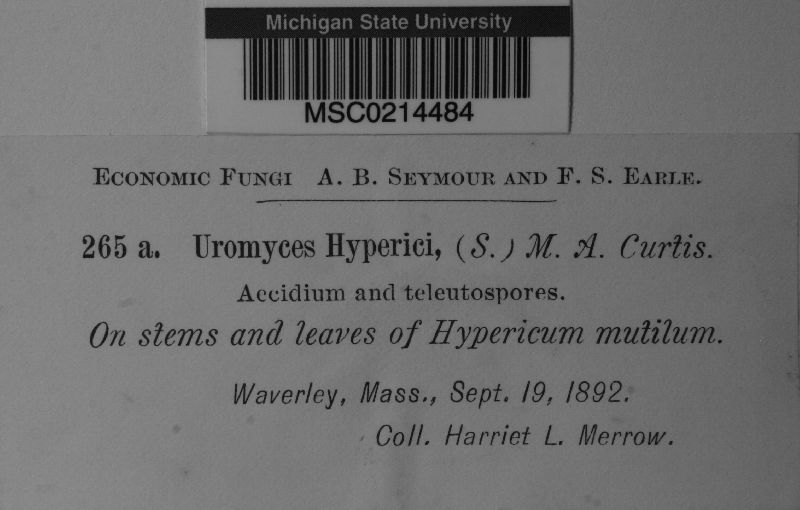 Michigan State University
MSC0214484
Economic Fungi A. B. Seymour and F. S. Earle.
265 a. Uromyces Hyperici, (S.) M. A. Curtis.
Aecidium and teleutospores.
On stems and leaves of Hypericum mutilum.
Waverley, Mass., Sept. 19, 1892.
Coll. Harriet L. Merrow.